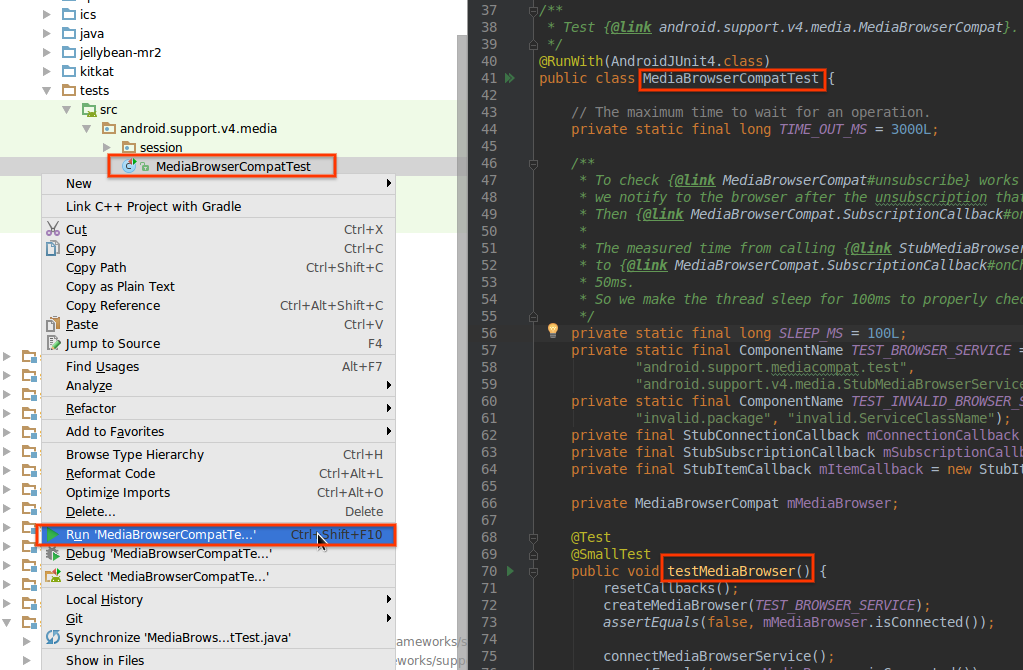 ics
java
jellybean-mr2
kitkat
tests
src
android.support.v4.media
session
MediaBrowserCompatTest
New
Link C++ Project with Gradle
Cut Ctrl+X
Copy Ctrl+C
Copy Path Ctrl+Shift+C
Copy as Plain Text
Copy Reference Ctrl+Alt+Shift+C
Paste Ctrl+V
Jump to Source F4
Find Usages Alt+F7
Analyze
Refactor
Add to Favorites
Browse Type Hierarchy Ctrl+H
Reformat Code Ctrl+Alt+L
Optimize Imports Ctrl+Alt+O
Delete... Delete
Run 'MediaBrowserCompatTe...' Ctrl+Shift+F10
Debug 'MediaBrowserCompatTe...'
Select 'MediaBrowserCompatTe...'
Local History
Git
Synchronize 'MediaBrows...tTest.java'
Show in Files
ameworks/s
eworks/supp
37 /**
38 * Test {@link android.support.v4.media.MediaBrowserCompat}.
39 */
40 @RunWith(AndroidJUnit4.class)
41 public class MediaBrowserCompatTest {
42
43 // The maximum time to wait for an operation.
44 private static final long TIME_OUT_MS = 3000L;
45
46 /**
47 * To check {@link MediaBrowserCompat#unsubscribe} works
48 * we notify to the browser after the unsubscription that
49 * Then {@link MediaBrowserCompat.SubscriptionCallback#on
50 *
51 * The measured time from calling {@link StubMediaBrowser
52 * to {@link MediaBrowserCompat.SubscriptionCallback#onCh
53 * 50ms.
54 * So we make the thread sleep for 100ms to properly chec
55 */
56 private static final long SLEEP_MS = 100L;
57 private static final ComponentName TEST_BROWSER_SERVICE =
58 "android.support.mediacompat.test",
59 "android.support.v4.media.StubMediaBrowserService
60 private static final ComponentName TEST_INVALID_BROWSER_S
61 "invalid.package", "invalid.ServiceClassName");
62 private final StubConnectionCallback mConnectionCallback
63 private final StubSubscriptionCallback mSubscriptionCallb
64 private final StubItemCallback mItemCallback = new StubIt
65
66 private MediaBrowserCompat mMediaBrowser;
67
68 @Test
69 @SmallTest
70 public void testMediaBrowser() {
71 resetCallbacks();
72 createMediaBrowser(TEST_BROWSER_SERVICE);
73 assertEquals(false, mMediaBrowser.isConnected());
74
75 connectMediaBrowserService();